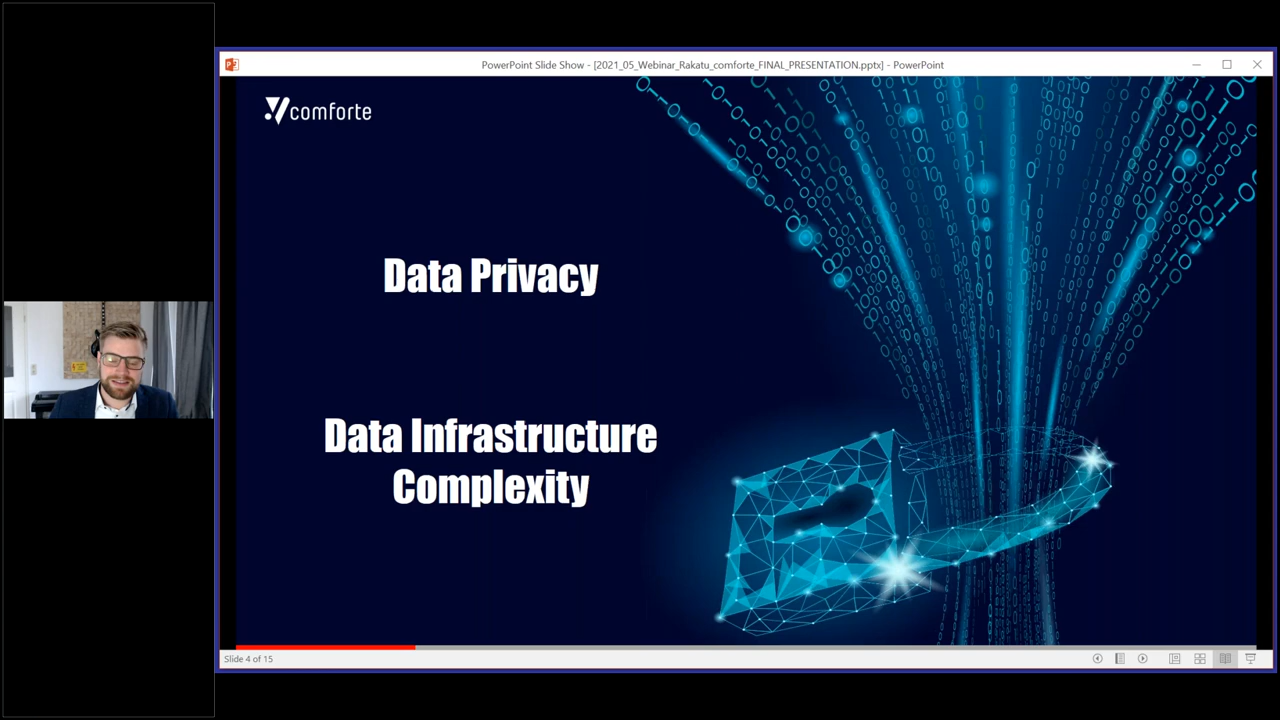 PowerPoint Slide Show - [2021_05_Webinar_Rakatu_comforte_FINAL_PRESENTATION.pptx] - PowerPoint
comforte
Data Privacy
Data Infrastructure
Complexity
Slide 4 of 15